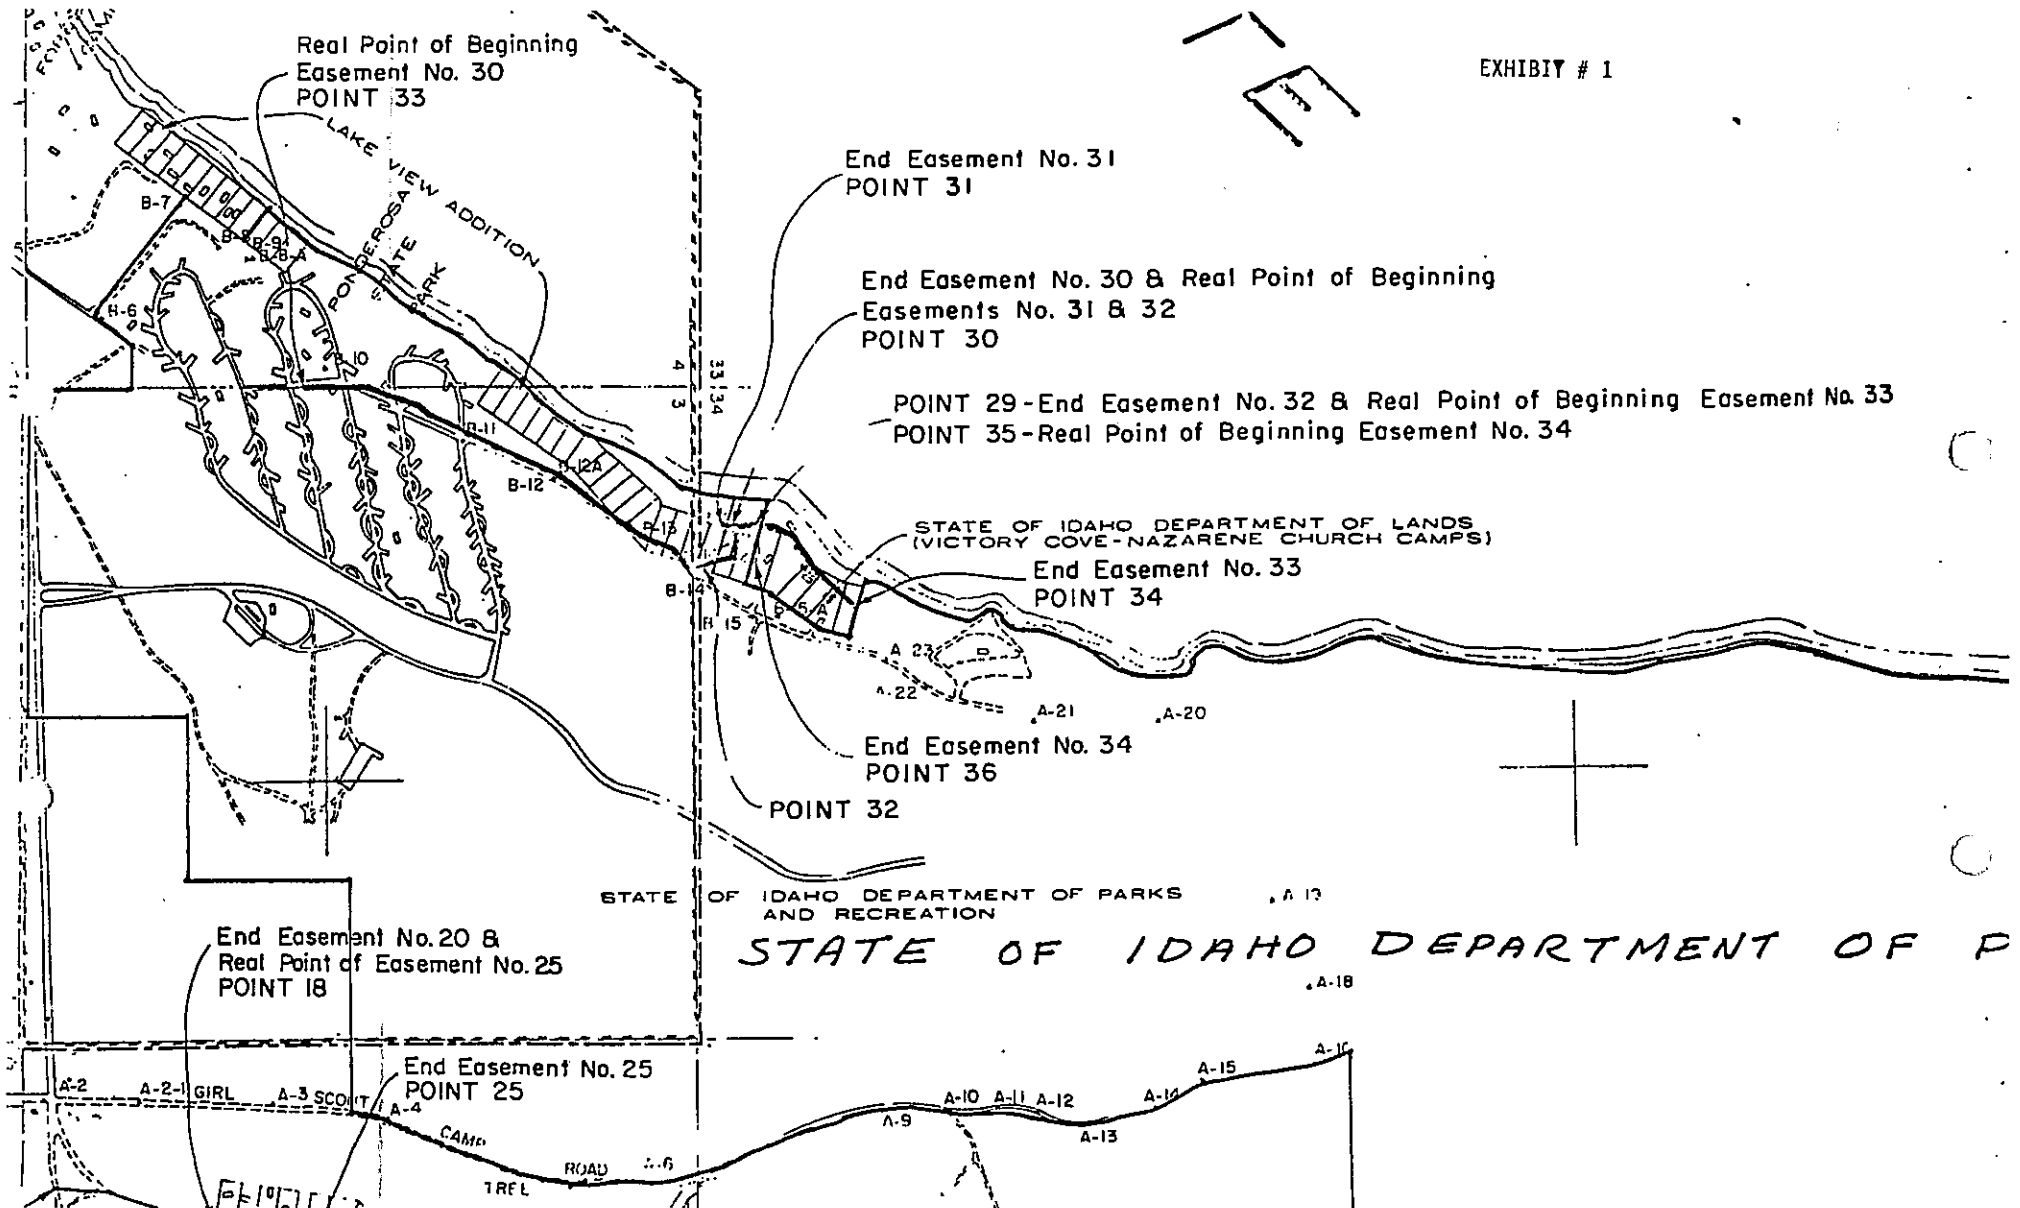 EXHIBIT # 1
Real Point of Beginning
Easement No. 30
POINT 33
LAKE VIEW ADDITION
PONDEROSA
STATE
PARK
End Easement No. 31
POINT 31
End Easement No. 30 & Real Point of Beginning
Easements No. 31 & 32
POINT 30
POINT 29-End Easement No. 32 & Real Point of Beginning Easement No. 33
POINT 35-Real Point of Beginning Easement No. 34
STATE OF IDAHO DEPARTMENT OF LANDS
(VICTORY COVE-NAZARENE CHURCH CAMPS)
End Easement No. 33
POINT 34
End Easement No. 34
POINT 36
POINT 32
B-7
B-6
10
4
3
33
34
B-11
B-12
12A
B-13
B-14
15
A-23
A-22
A-21
A-20
STATE OF IDAHO DEPARTMENT OF PARKS
AND RECREATION
A-19
STATE OF IDAHO DEPARTMENT OF P
A-18
End Easement No. 20 &
Real Point of Easement No. 25
POINT 18
End Easement No. 25
POINT 25
A-2
A-2-1
GIRL
A-3
SCOUT
A-4
CAMP
ROAD
A-6
A-9
A-10
A-11
A-12
A-13
A-14
A-15